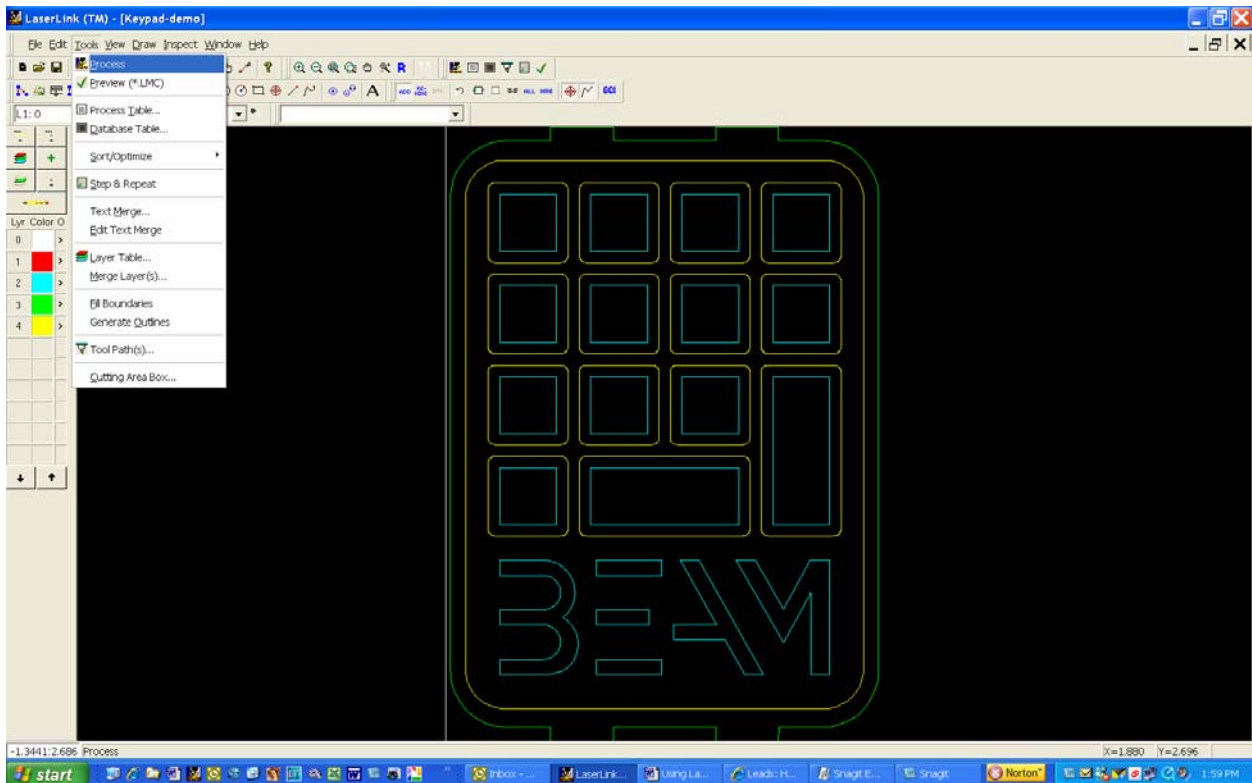 LaserLink (TM) - [Keypad-demo]
File Edit Tools View Draw Inspect Window Help
Process
Preview (*.LMC)
Process Table...
Database Table...
Sort/Optimize
Step & Repeat
Text Merge...
Edit Text Merge
Layer Table...
Merge Layer(s)...
Fill Boundaries
Generate Outlines
Tool Path(s)...
Cutting Area Box...
R
A
ADD
GO!
L1: 0
Lyr Color O
0
1
2
3
4
BEAM
-1.3441:2.686 Process
X=1.880 Y=2.696
start
Inbox - ...
LaserLink...
Using La...
Leads: H...
SnagIt E...
SnagIt
Norton
1:59 PM